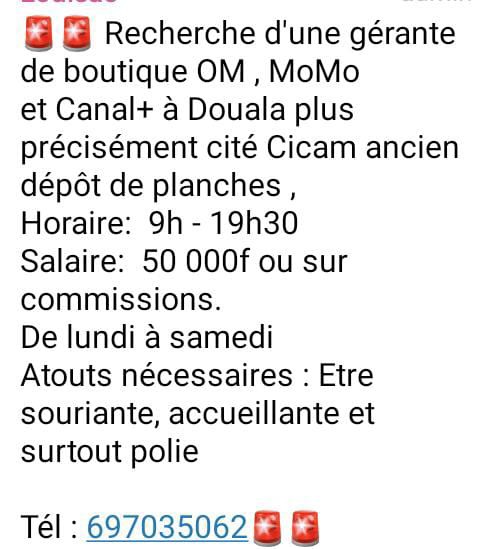 🚨🚨 Recherche d'une gérante
de boutique OM , MoMo
et Canal+ à Douala plus
précisément cité Cicam ancien
dépôt de planches ,
Horaire:  9h - 19h30
Salaire:  50 000f ou sur
commissions.
De lundi à samedi
Atouts nécessaires : Etre
souriante, accueillante et
surtout polie

Tél : 697035062🚨🚨